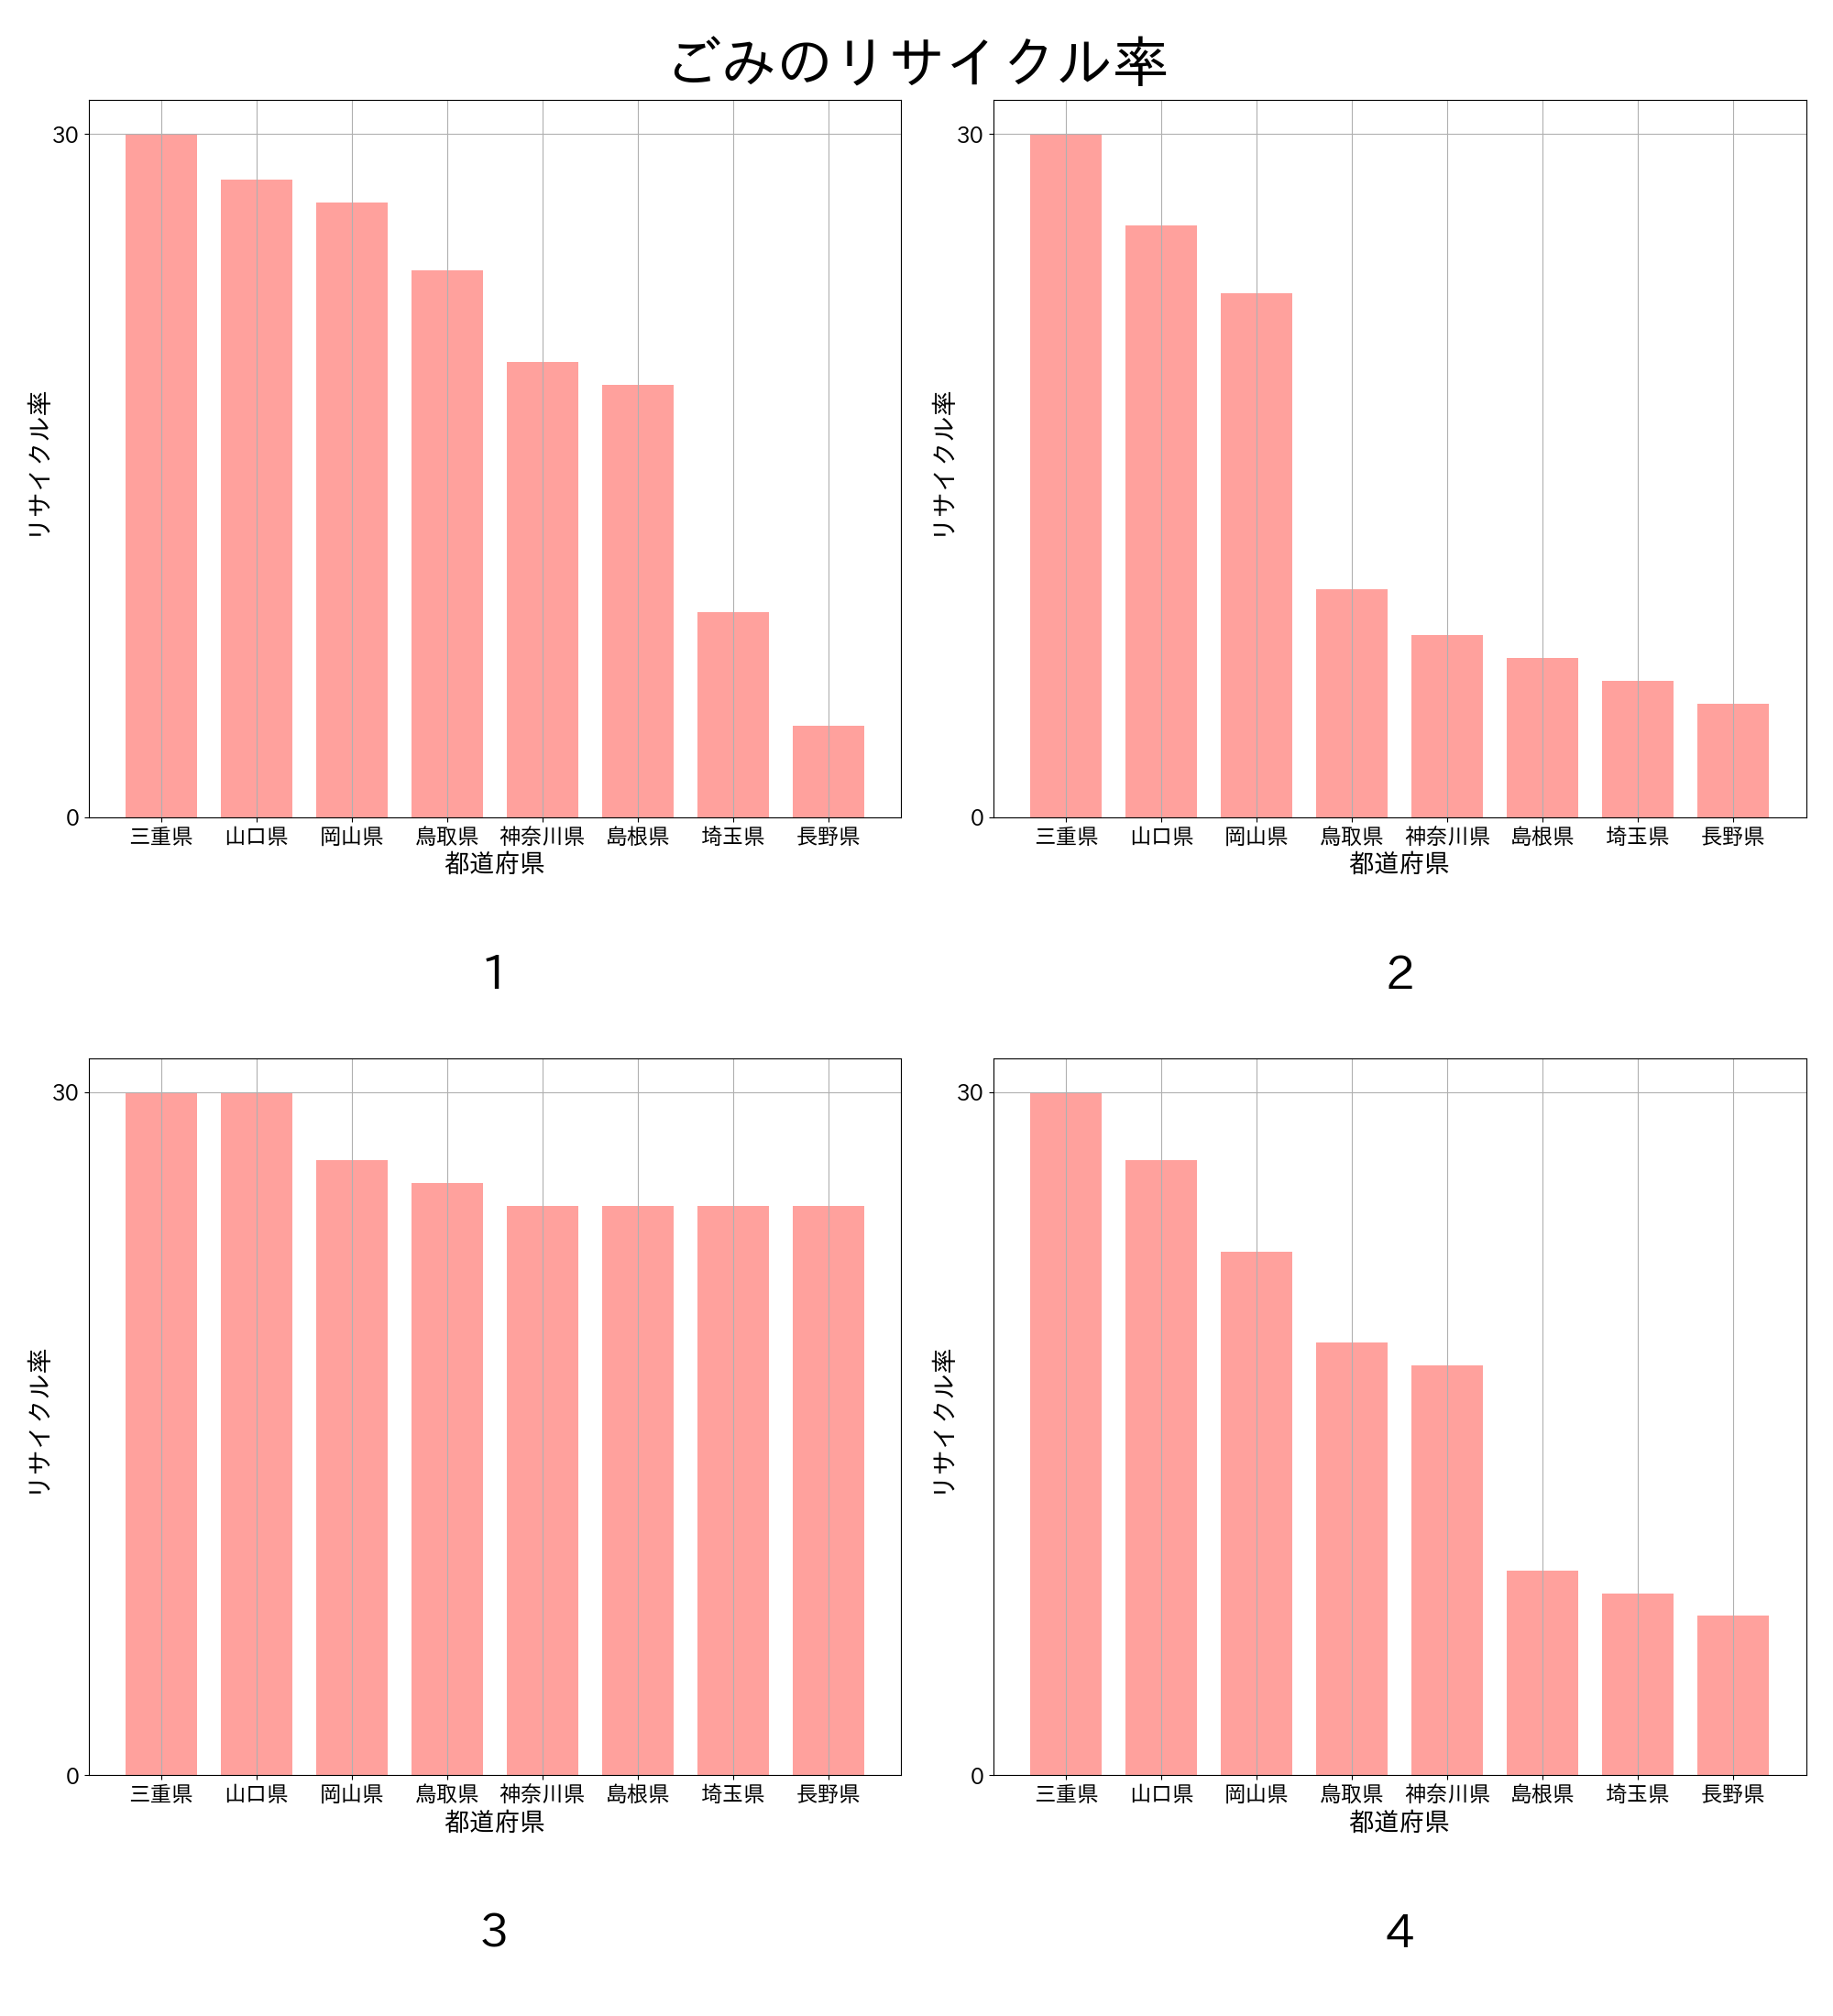 ごみのリサイクル率
30
0
リサイクル率
三重県 山口県 岡山県 鳥取県 神奈川県 島根県 埼玉県 長野県
都道府県
1
30
0
リサイクル率
三重県 山口県 岡山県 鳥取県 神奈川県 島根県 埼玉県 長野県
都道府県
2
30
0
リサイクル率
三重県 山口県 岡山県 鳥取県 神奈川県 島根県 埼玉県 長野県
都道府県
3
30
0
リサイクル率
三重県 山口県 岡山県 鳥取県 神奈川県 島根県 埼玉県 長野県
都道府県
4